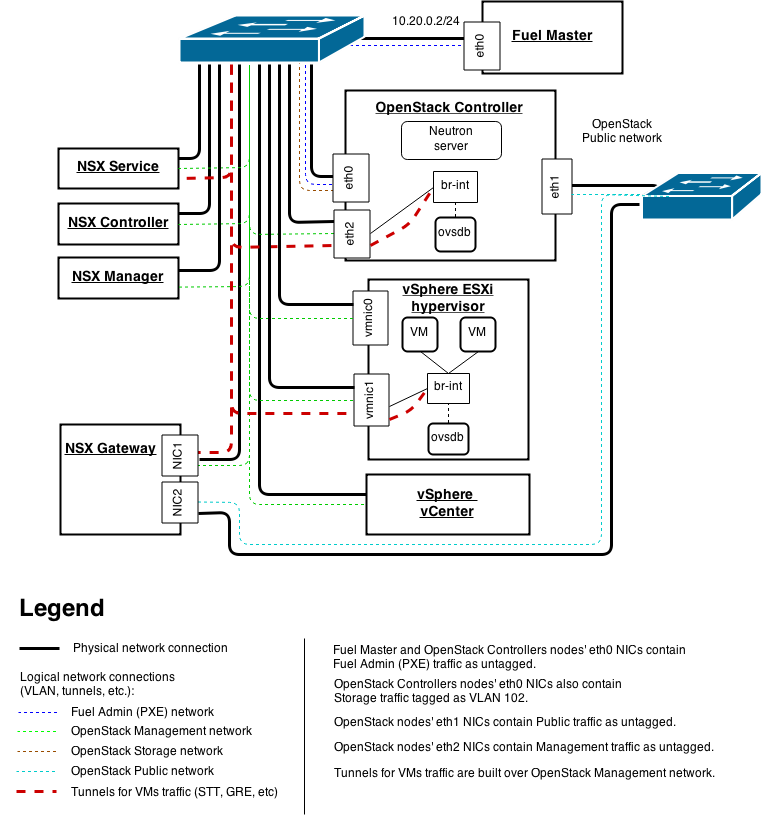 10.20.0.2/24
eth0
Fuel Master
OpenStack Controller
Neutron
server
OpenStack
Public network
NSX Service
eth0
br-int
eth1
NSX Controller
eth2
ovsdb
NSX Manager
vSphere ESXi
hypervisor
vmnic0
VM
VM
vmnic1
br-int
ovsdb
NSX Gateway
NIC1
NIC2
vSphere
vCenter
Legend
Physical network connection
Logical network connections
(VLAN, tunnels, etc.):
Fuel Admin (PXE) network
OpenStack Management network
OpenStack Storage network
OpenStack Public network
Tunnels for VMs traffic (STT, GRE, etc)
Fuel Master and OpenStack Controllers nodes' eth0 NICs contain
Fuel Admin (PXE) traffic as untagged.
OpenStack Controllers nodes' eth0 NICs also contain
Storage traffic tagged as VLAN 102.
OpenStack nodes' eth1 NICs contain Public traffic as untagged.
OpenStack nodes' eth2 NICs contain Management traffic as untagged.
Tunnels for VMs traffic are built over OpenStack Management network.